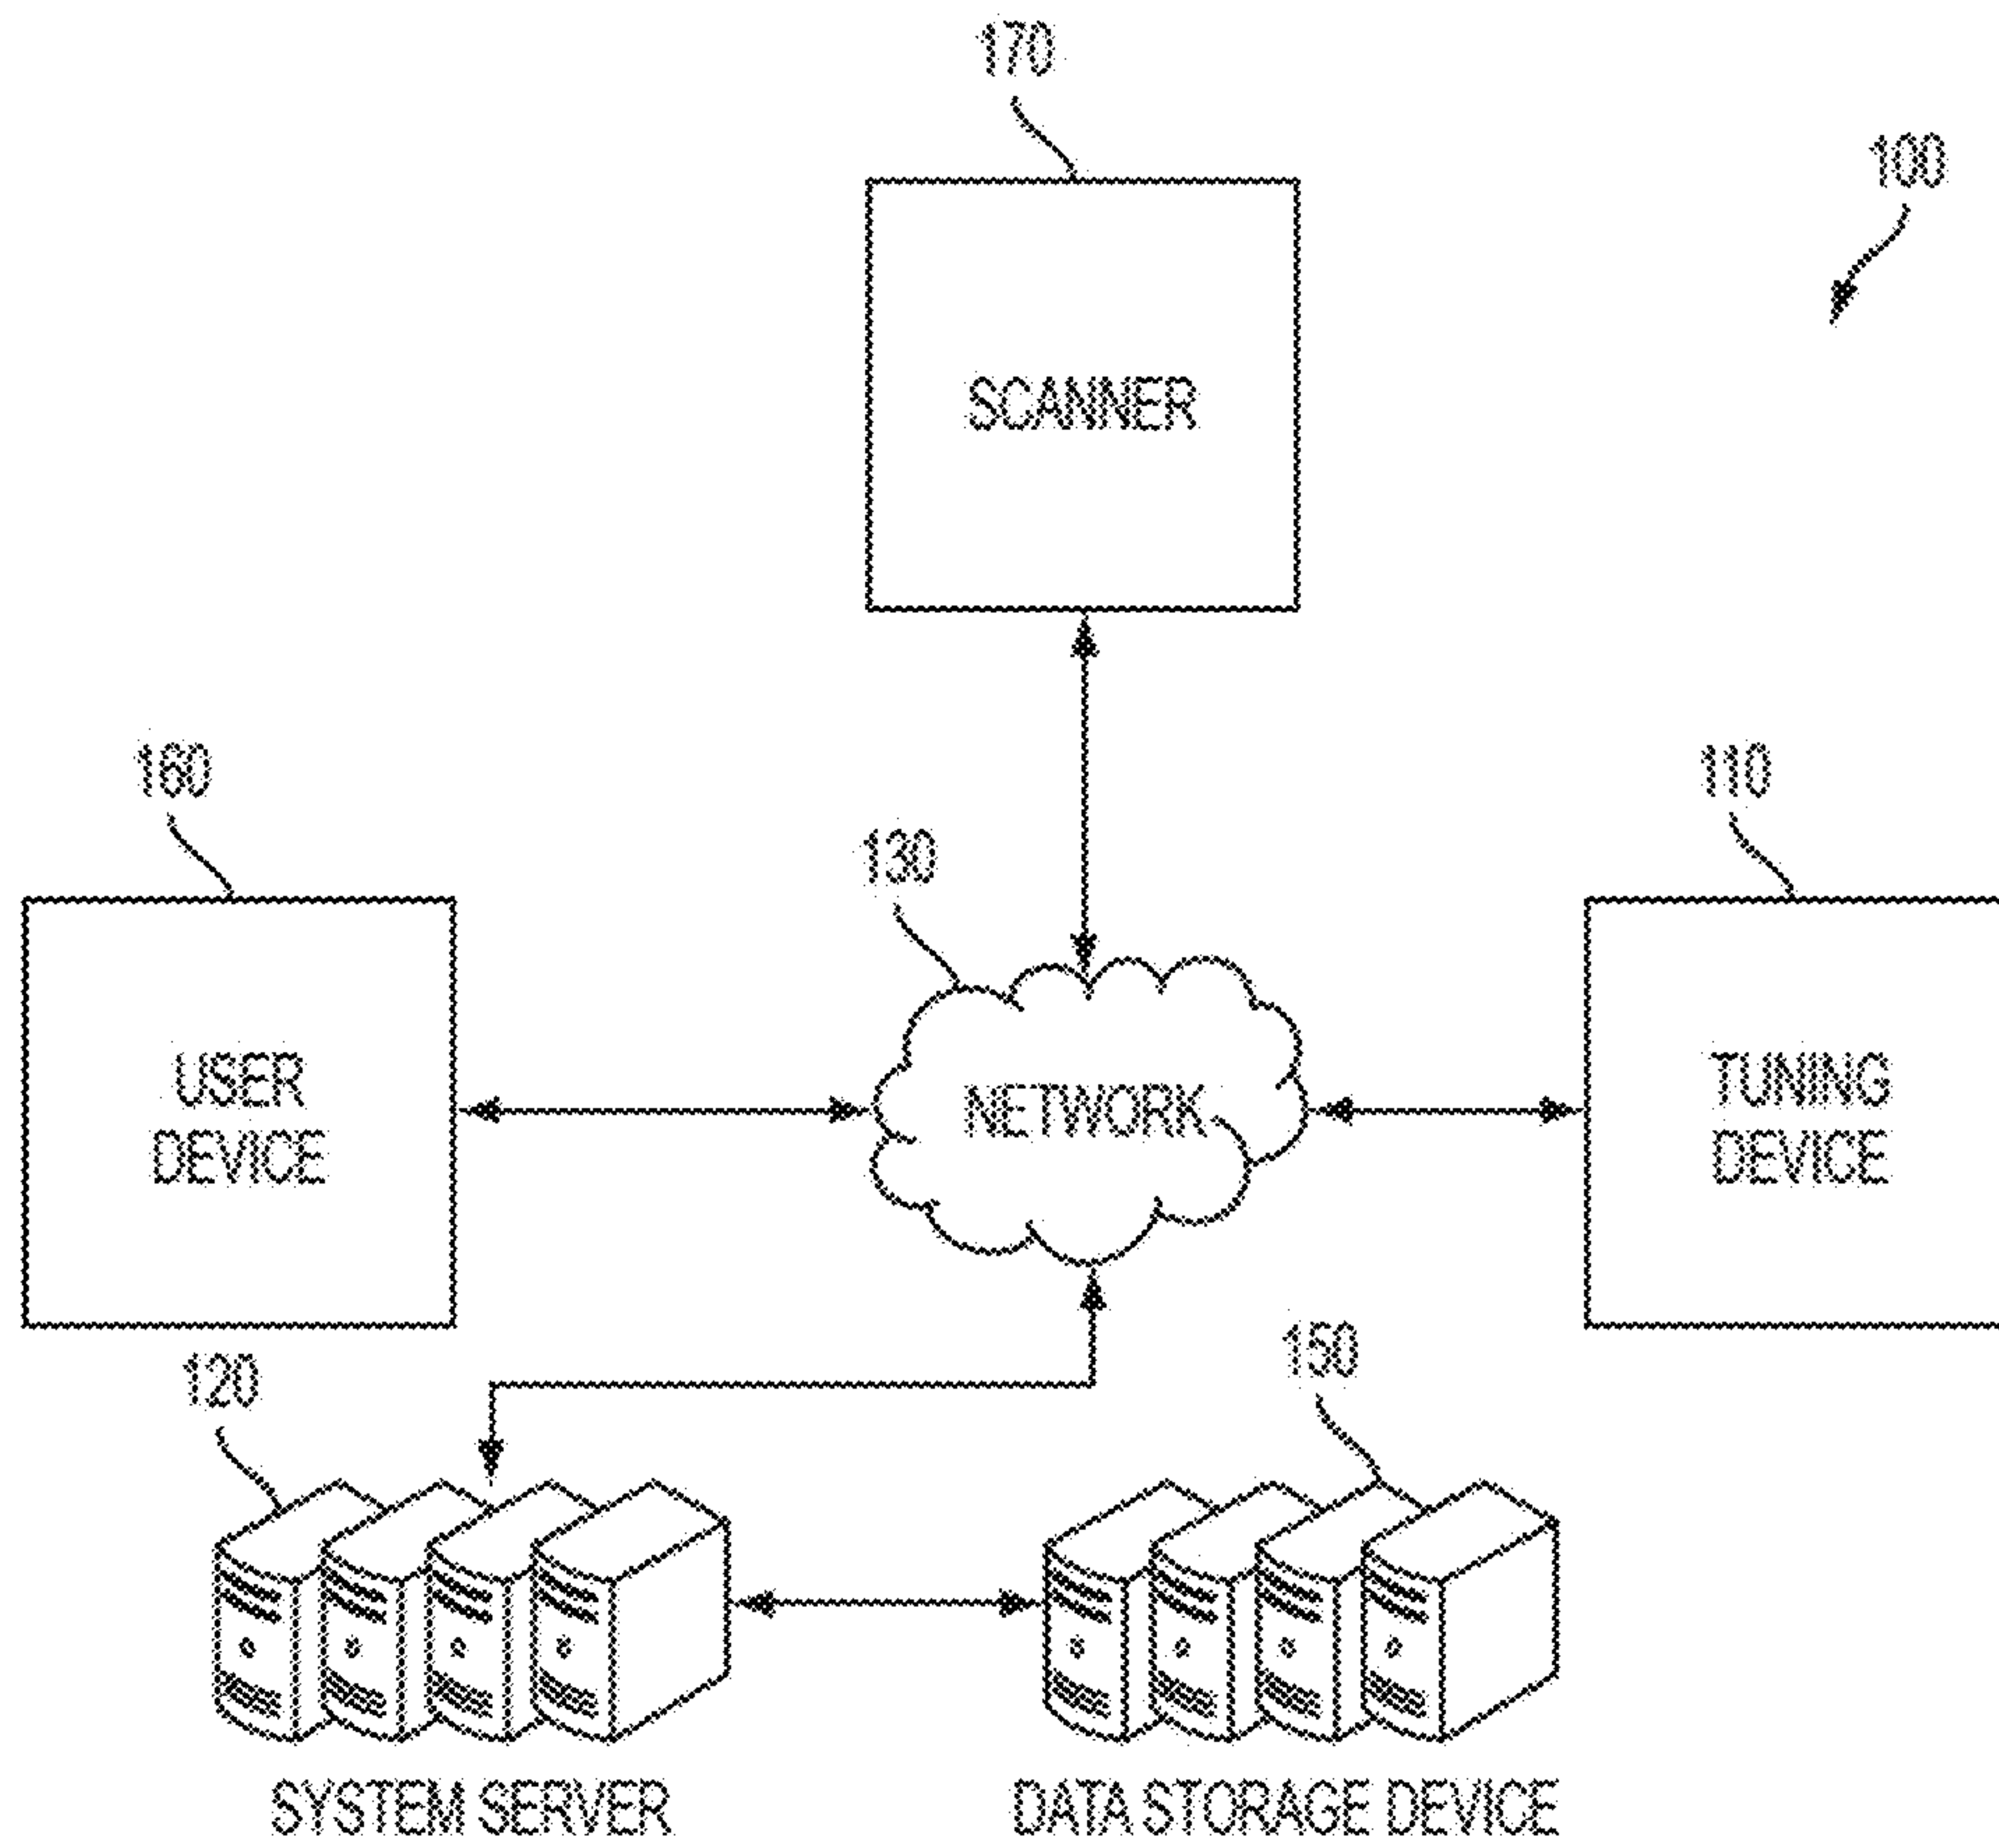 170
100
SCANNER
160
110
130
USER
DEVICE
NETWORK
TUNING
DEVICE
120
150
SYSTEM SERVER
DATA STORAGE DEVICE